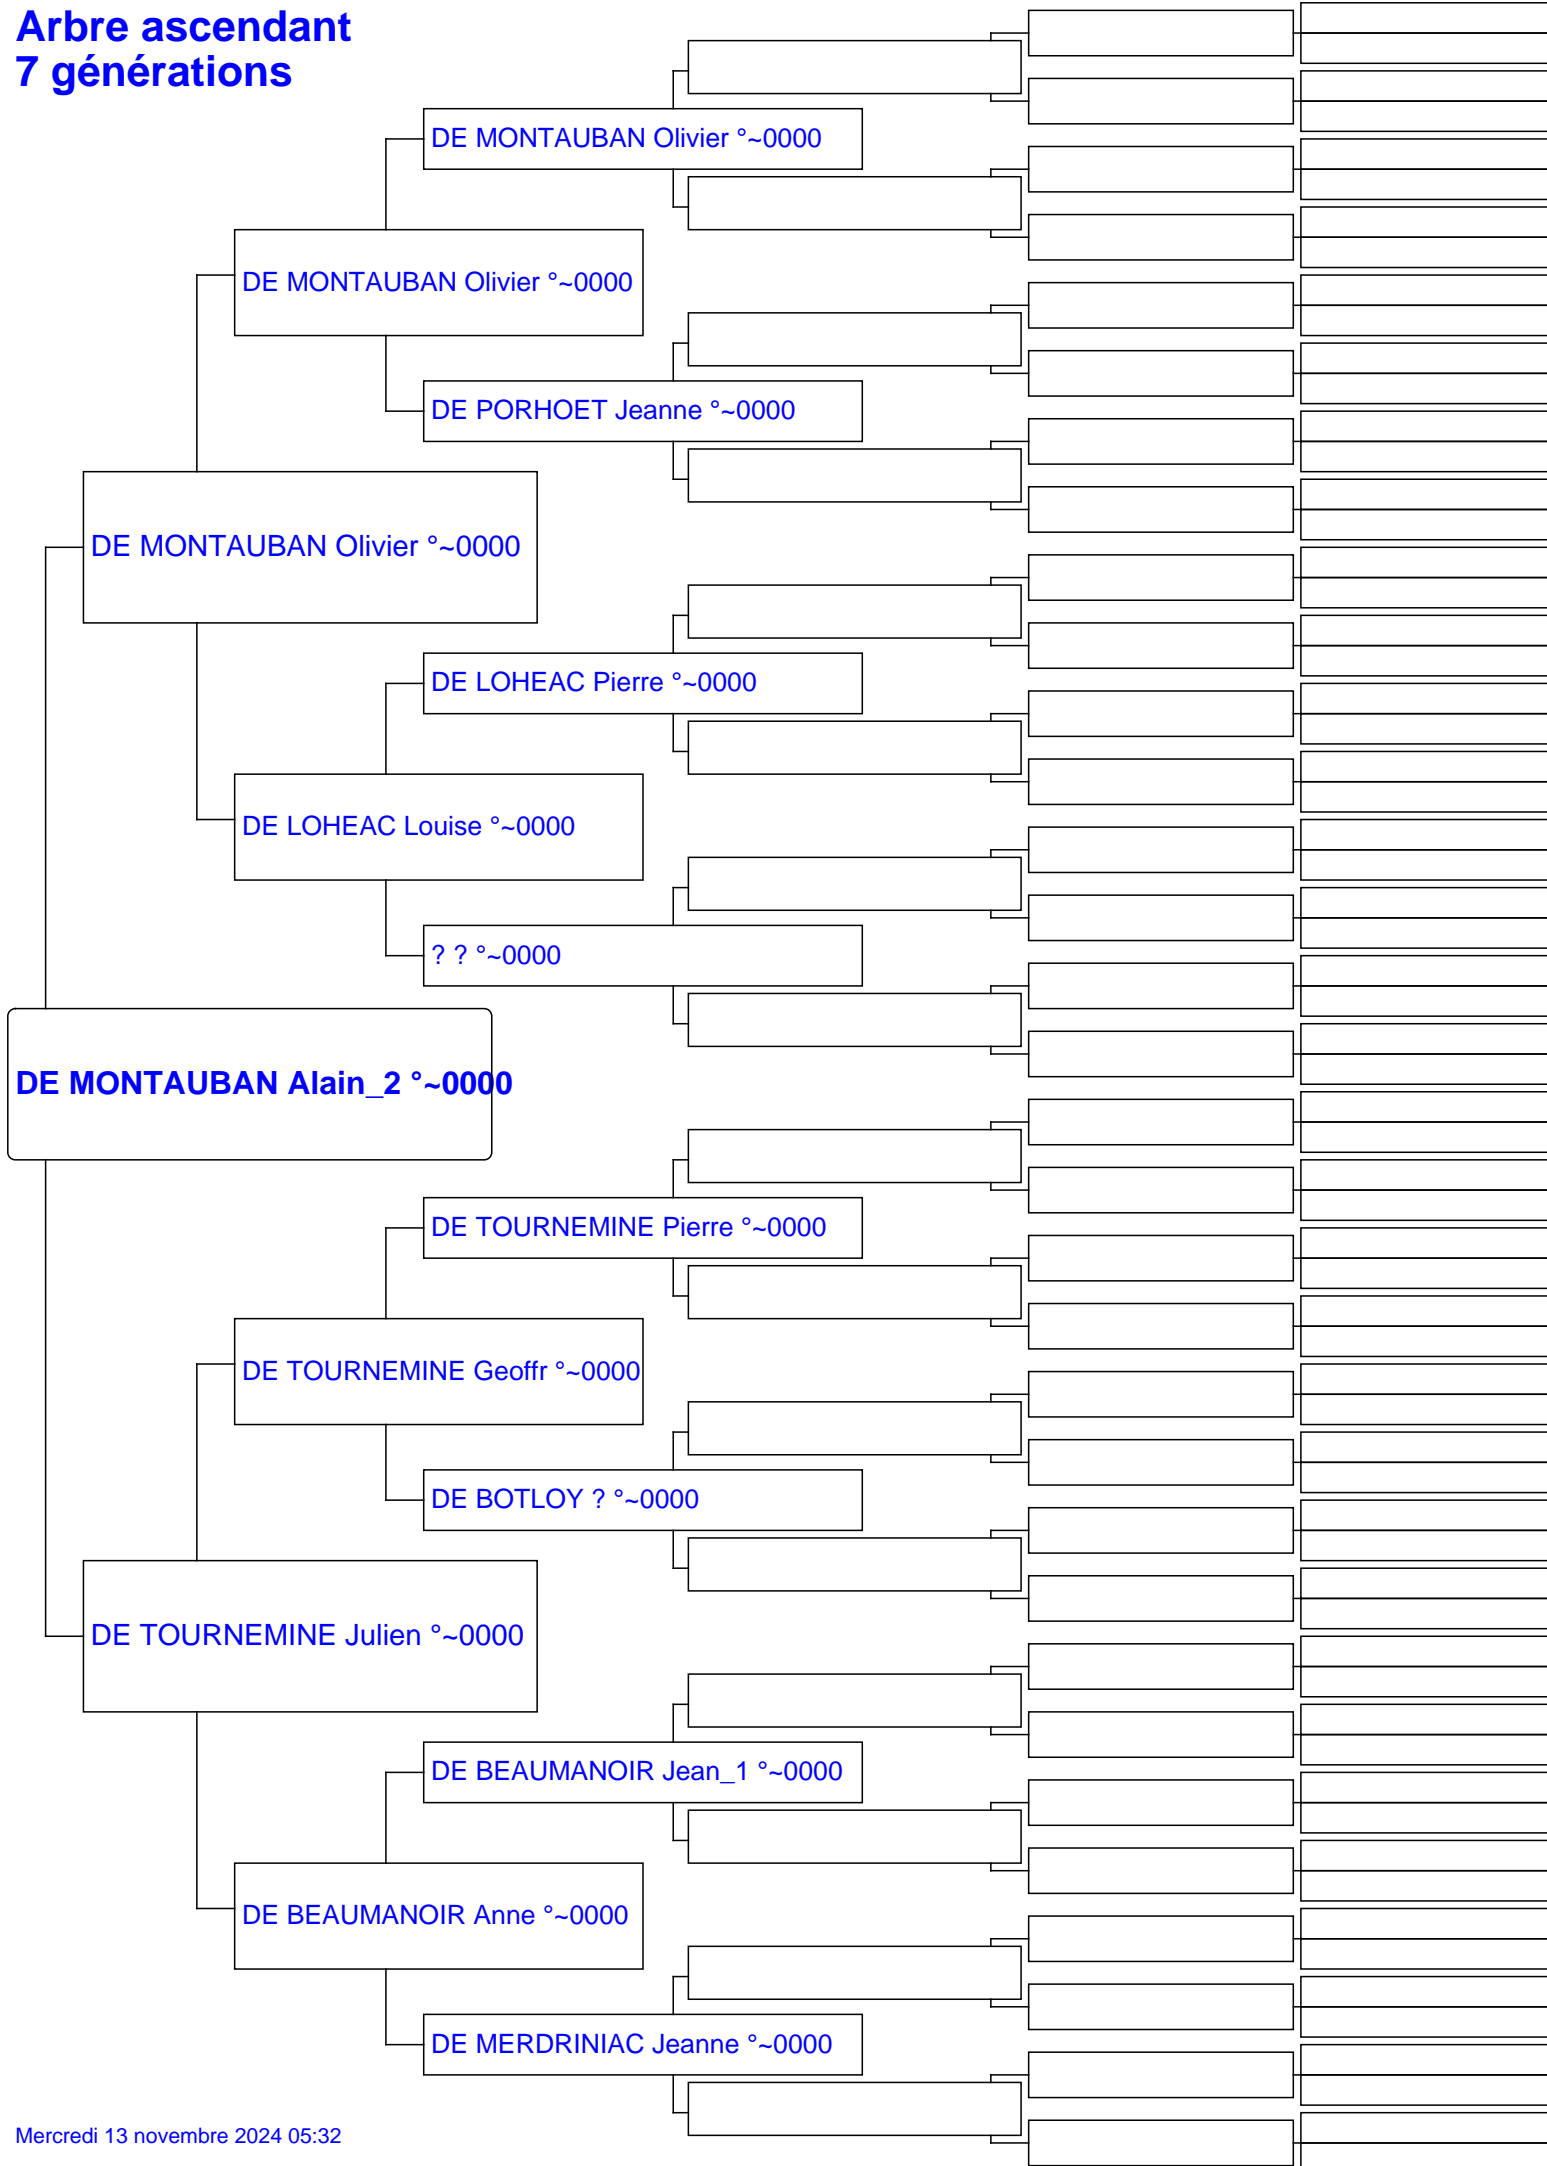 Arbre ascendant
7 générations
DE MONTAUBAN Olivier °~0000
DE MONTAUBAN Olivier °~0000
DE PORHOET Jeanne °~0000
DE MONTAUBAN Olivier °~0000
DE LOHEAC Pierre °~0000
DE LOHEAC Louise °~0000
? ? °~0000
DE MONTAUBAN Alain_2 °~0000
DE TOURNEMINE Pierre °~0000
DE TOURNEMINE Geoffr °~0000
DE BOTLOY ? °~0000
DE TOURNEMINE Julien °~0000
DE BEAUMANOIR Jean_1 °~0000
DE BEAUMANOIR Anne °~0000
DE MERDRINIAC Jeanne °~0000
Mercredi 13 novembre 2024 05:32